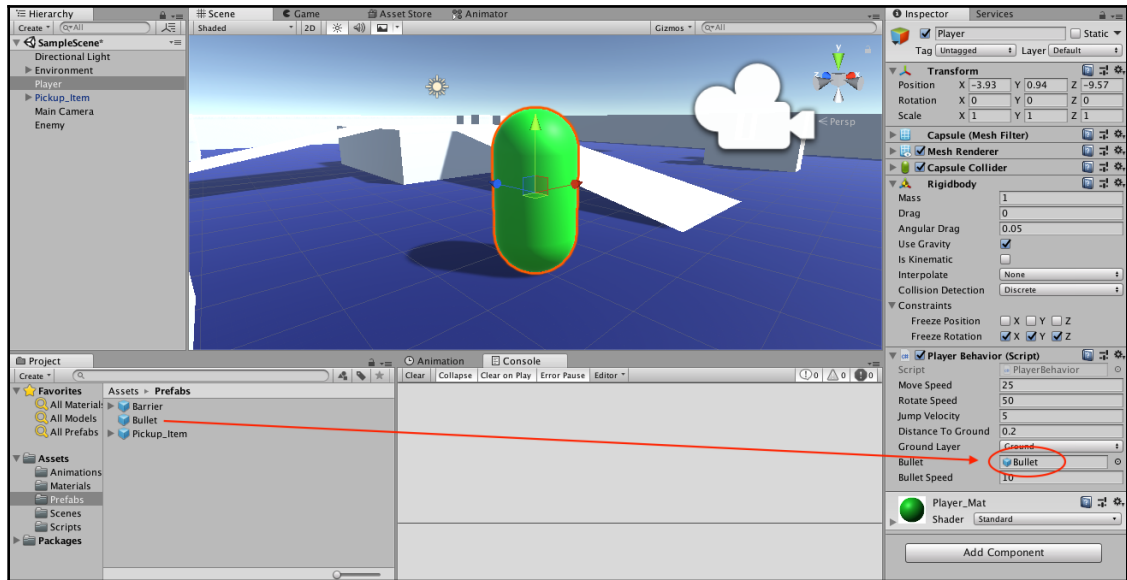 Hierarchy
Create
All
SampleScene*
Directional Light
Environment
Player
Pickup_Item
Main Camera
Enemy
Scene Game Asset Store Animator
Shaded 2D Gizmos All
y
x z
Persp
Inspector Services
Player Static
Tag Untagged Layer Default
Transform
Position X -3.93 Y 0.94 Z -9.57
Rotation X 0 Y 0 Z 0
Scale X 1 Y 1 Z 1
Capsule (Mesh Filter)
Mesh Renderer
Capsule Collider
Rigidbody
Mass 1
Drag 0
Angular Drag 0.05
Use Gravity
Is Kinematic
Interpolate None
Collision Detection Discrete
Constraints
Freeze Position X Y Z
Freeze Rotation X Y Z
Player Behavior (Script)
Script PlayerBehavior
Move Speed 25
Rotate Speed 50
Jump Velocity 5
Distance To Ground 0.2
Ground Layer Ground
Bullet Bullet
Bullet Speed 10
Player_Mat
Shader Standard
Add Component
Project
Create
Favorites
All Materials
All Models
All Prefabs
Assets
Animations
Materials
Prefabs
Scenes
Scripts
Packages
Assets Prefabs
Barrier
Bullet
Pickup_Item
Animation Console
Clear Collapse Clear on Play Error Pause Editor 0 0 0